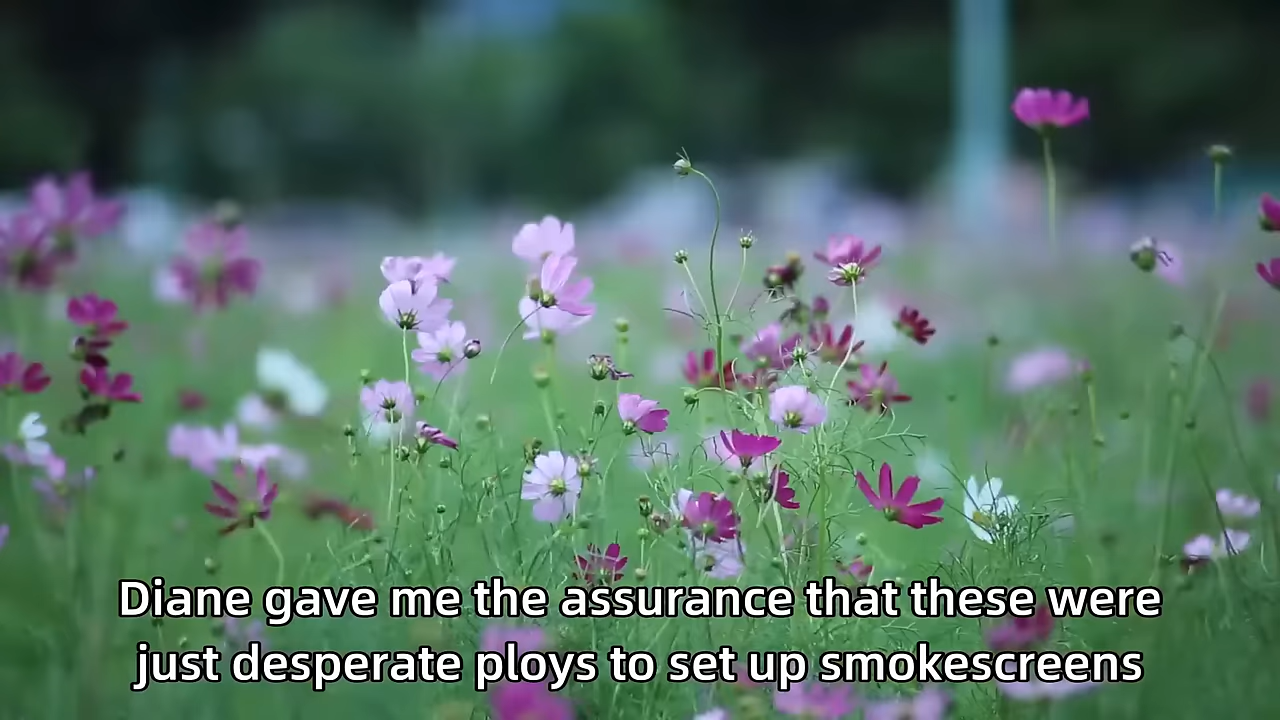 Diane gave me the assurance that these were
just desperate ploys to set up smokescreens